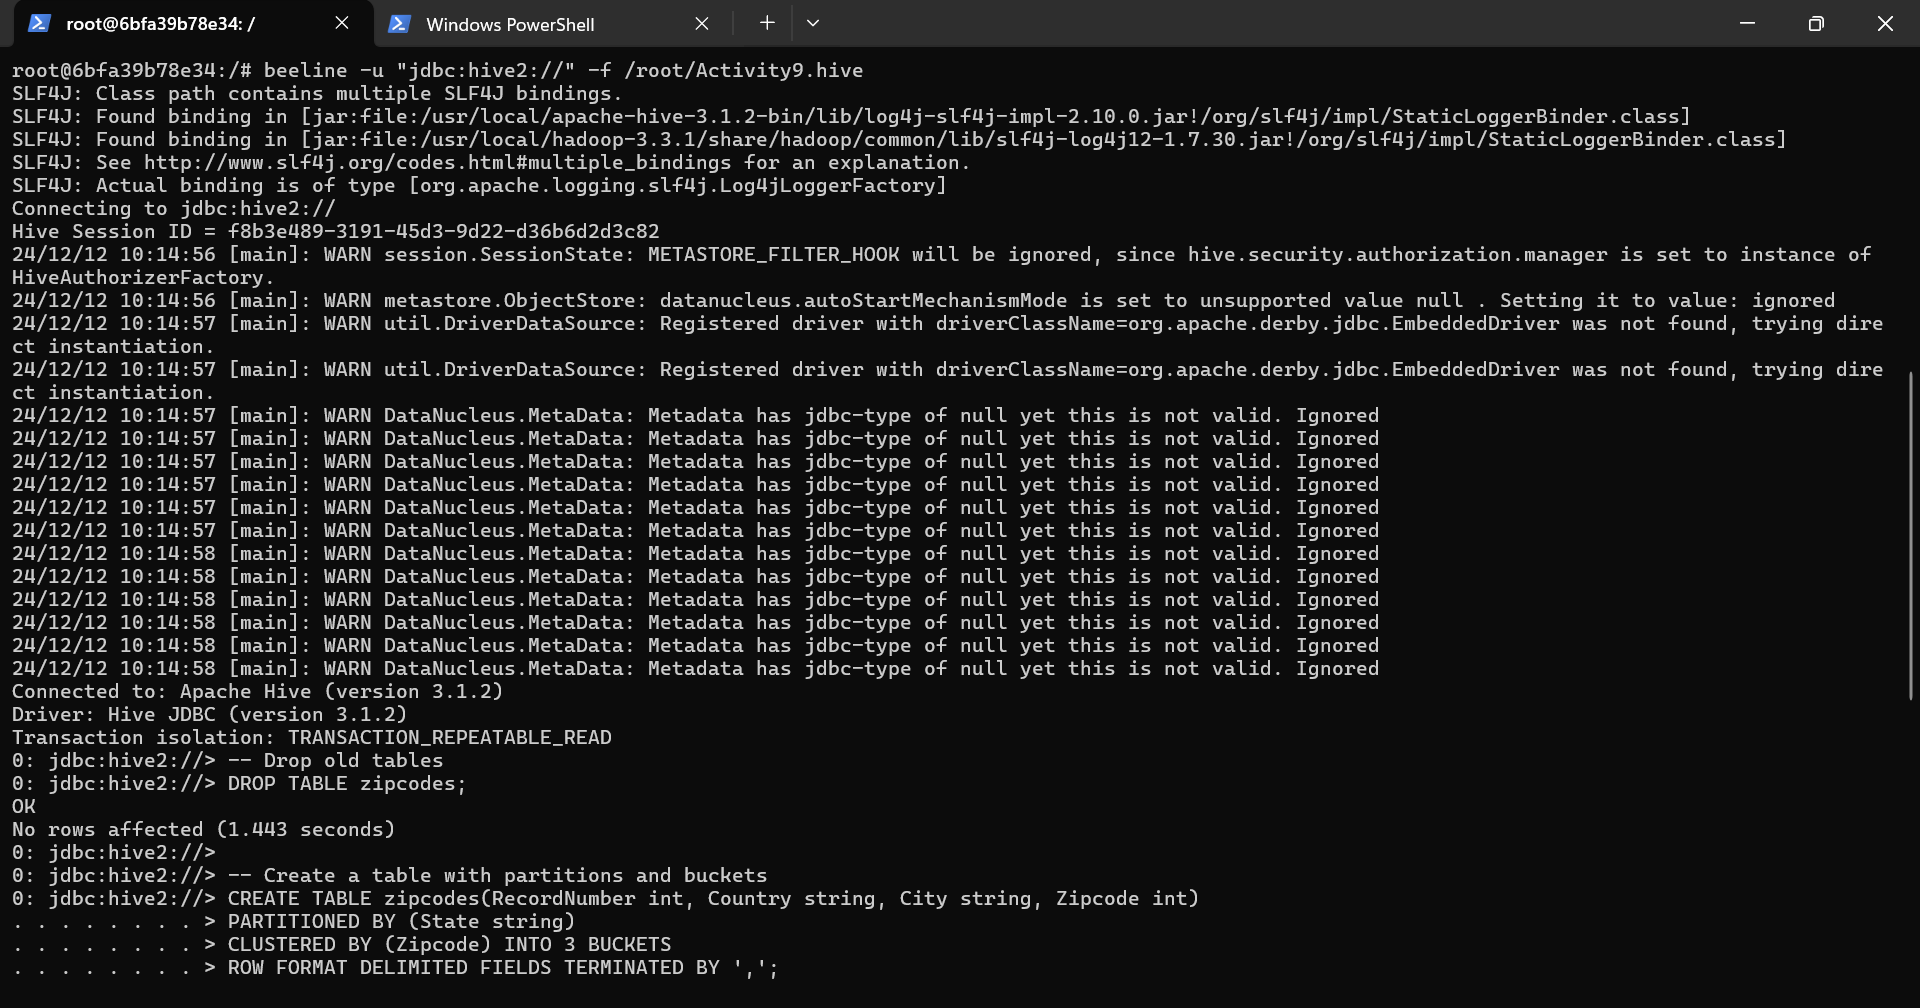 root@6bfa39b78e34: /
Windows PowerShell
root@6bfa39b78e34:/# beeline -u "jdbc:hive2://" -f /root/Activity9.hive
SLF4J: Class path contains multiple SLF4J bindings.
SLF4J: Found binding in [jar:file:/usr/local/apache-hive-3.1.2-bin/lib/log4j-slf4j-impl-2.10.0.jar!/org/slf4j/impl/StaticLoggerBinder.class]
SLF4J: Found binding in [jar:file:/usr/local/hadoop-3.3.1/share/hadoop/common/lib/slf4j-log4j12-1.7.30.jar!/org/slf4j/impl/StaticLoggerBinder.class]
SLF4J: See http://www.slf4j.org/codes.html#multiple_bindings for an explanation.
SLF4J: Actual binding is of type [org.apache.logging.slf4j.Log4jLoggerFactory]
Connecting to jdbc:hive2://
Hive Session ID = f8b3e489-3191-45d3-9d22-d36b6d2d3c82
24/12/12 10:14:56 [main]: WARN session.SessionState: METASTORE_FILTER_HOOK will be ignored, since hive.security.authorization.manager is set to instance of
HiveAuthorizerFactory.
24/12/12 10:14:56 [main]: WARN metastore.ObjectStore: datanucleus.autoStartMechanismMode is set to unsupported value null . Setting it to value: ignored
24/12/12 10:14:57 [main]: WARN util.DriverDataSource: Registered driver with driverClassName=org.apache.derby.jdbc.EmbeddedDriver was not found, trying dire
ct instantiation.
24/12/12 10:14:57 [main]: WARN util.DriverDataSource: Registered driver with driverClassName=org.apache.derby.jdbc.EmbeddedDriver was not found, trying dire
ct instantiation.
24/12/12 10:14:57 [main]: WARN DataNucleus.MetaData: Metadata has jdbc-type of null yet this is not valid. Ignored
24/12/12 10:14:57 [main]: WARN DataNucleus.MetaData: Metadata has jdbc-type of null yet this is not valid. Ignored
24/12/12 10:14:57 [main]: WARN DataNucleus.MetaData: Metadata has jdbc-type of null yet this is not valid. Ignored
24/12/12 10:14:57 [main]: WARN DataNucleus.MetaData: Metadata has jdbc-type of null yet this is not valid. Ignored
24/12/12 10:14:57 [main]: WARN DataNucleus.MetaData: Metadata has jdbc-type of null yet this is not valid. Ignored
24/12/12 10:14:57 [main]: WARN DataNucleus.MetaData: Metadata has jdbc-type of null yet this is not valid. Ignored
24/12/12 10:14:58 [main]: WARN DataNucleus.MetaData: Metadata has jdbc-type of null yet this is not valid. Ignored
24/12/12 10:14:58 [main]: WARN DataNucleus.MetaData: Metadata has jdbc-type of null yet this is not valid. Ignored
24/12/12 10:14:58 [main]: WARN DataNucleus.MetaData: Metadata has jdbc-type of null yet this is not valid. Ignored
24/12/12 10:14:58 [main]: WARN DataNucleus.MetaData: Metadata has jdbc-type of null yet this is not valid. Ignored
24/12/12 10:14:58 [main]: WARN DataNucleus.MetaData: Metadata has jdbc-type of null yet this is not valid. Ignored
24/12/12 10:14:58 [main]: WARN DataNucleus.MetaData: Metadata has jdbc-type of null yet this is not valid. Ignored
Connected to: Apache Hive (version 3.1.2)
Driver: Hive JDBC (version 3.1.2)
Transaction isolation: TRANSACTION_REPEATABLE_READ
0: jdbc:hive2://> -- Drop old tables
0: jdbc:hive2://> DROP TABLE zipcodes;
OK
No rows affected (1.443 seconds)
0: jdbc:hive2://>
0: jdbc:hive2://> -- Create a table with partitions and buckets
0: jdbc:hive2://> CREATE TABLE zipcodes(RecordNumber int, Country string, City string, Zipcode int)
. . . . . . . . > PARTITIONED BY (State string)
. . . . . . . . > CLUSTERED BY (Zipcode) INTO 3 BUCKETS
. . . . . . . . > ROW FORMAT DELIMITED FIELDS TERMINATED BY ',';